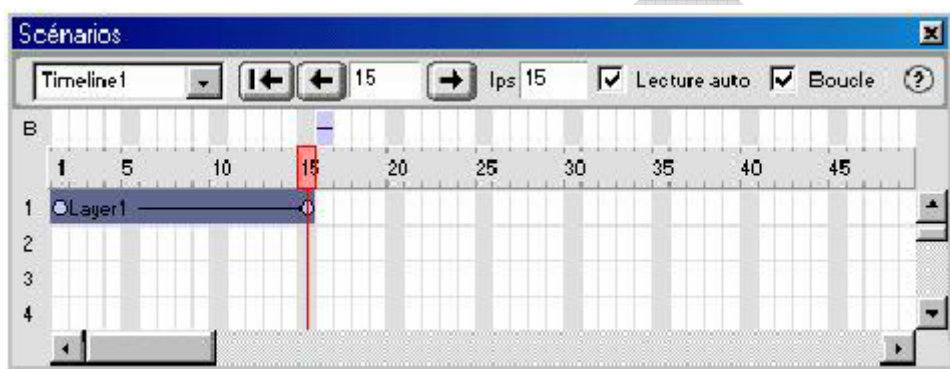 Scénarios
Timeline1 15 Ips 15 Lecture auto Boucle ?
B
1 5 10 15 20 25 30 35 40 45
1 Layer1
2
3
4